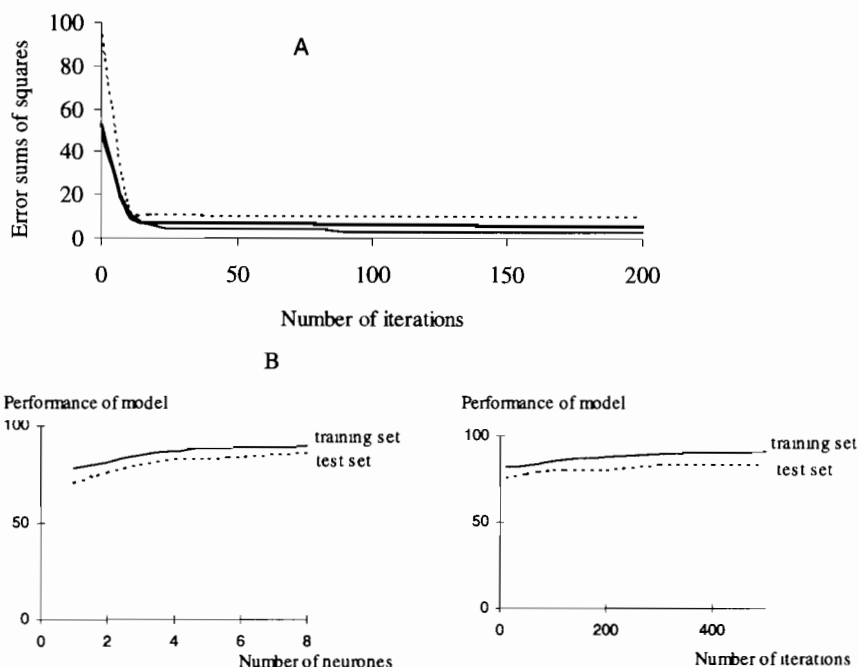 A
Error sums of squares
100
80
60
40
20
0
0 50 100 150 200
Number of iterations
B
Performance of model
100
50
0
0 2 4 6 8
Number of neurones
training set
test set
Performance of model
100
50
0
0 200 400
Number of iterations
training set
test set